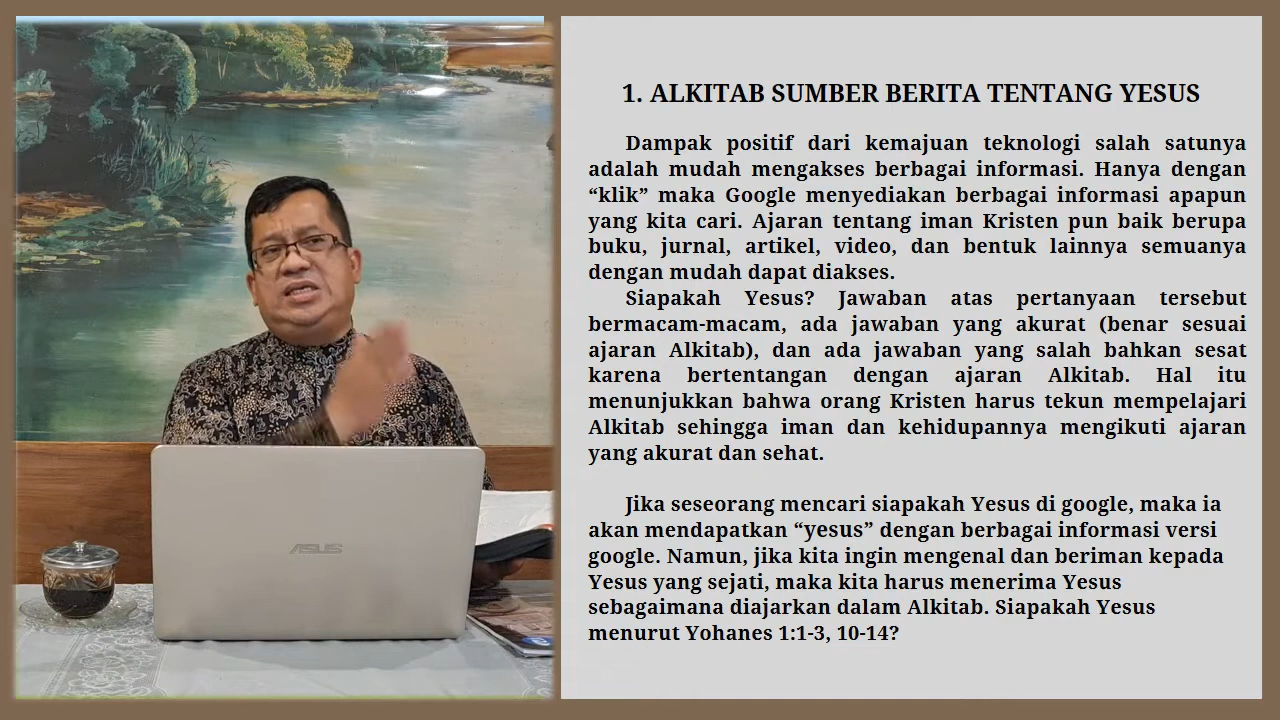 1. ALKITAB SUMBER BERITA TENTANG YESUS
Dampak positif dari kemajuan teknologi salah satunya
adalah mudah mengakses berbagai informasi. Hanya dengan
“klik” maka Google menyediakan berbagai informasi apapun
yang kita cari. Ajaran tentang iman Kristen pun baik berupa
buku, jurnal, artikel, video, dan bentuk lainnya semuanya
dengan mudah dapat diakses.
Siapakah Yesus? Jawaban atas pertanyaan tersebut
bermacam-macam, ada jawaban yang akurat (benar sesuai
ajaran Alkitab), dan ada jawaban yang salah bahkan sesat
karena bertentangan dengan ajaran Alkitab. Hal itu
menunjukkan bahwa orang Kristen harus tekun mempelajari
Alkitab sehingga iman dan kehidupannya mengikuti ajaran
yang akurat dan sehat.
Jika seseorang mencari siapakah Yesus di google, maka ia
akan mendapatkan “yesus” dengan berbagai informasi versi
google. Namun, jika kita ingin mengenal dan beriman kepada
Yesus yang sejati, maka kita harus menerima Yesus
sebagaimana diajarkan dalam Alkitab. Siapakah Yesus
menurut Yohanes 1:1-3, 10-14?
ASUS